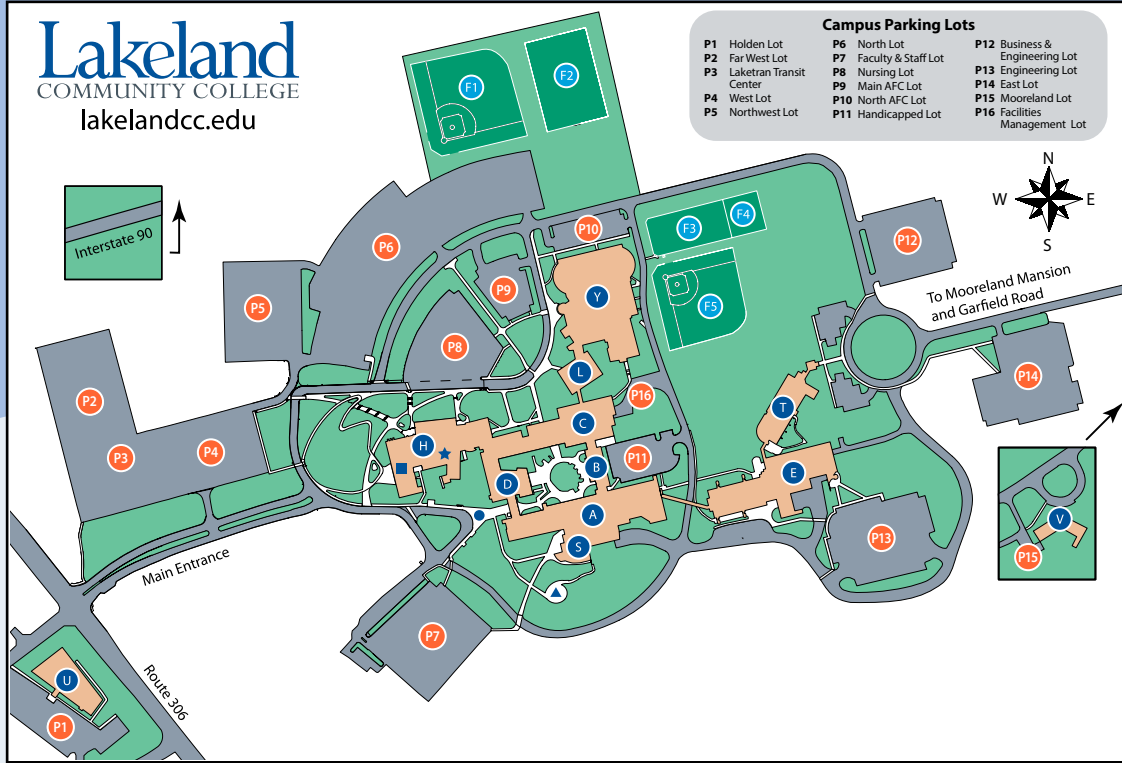 Lakeland
COMMUNITY COLLEGE
lakelandcc.edu
Campus Parking Lots
P1 Holden Lot
P2 Far West Lot
P3 Laketran Transit
Center
P4 West Lot
P5 Northwest Lot
P6 North Lot
P7 Faculty & Staff Lot
P8 Nursing Lot
P9 Main AFC Lot
P10 North AFC Lot
P11 Handicapped Lot
P12 Business &
Engineering Lot
P13 Engineering Lot
P14 East Lot
P15 Mooreland Lot
P16 Facilities
Management Lot
F1
F2
N
W
E
S
Interstate 90
P6
P10
F3
F4
P12
P5
P9
Y
F5
To Mooreland Mansion
and Garfield Road
P8
L
P2
P16
P14
T
C
H
P3
P4
P11
B
E
D
A
S
V
P15
P13
Main Entrance
P7
U
Route 306
P1